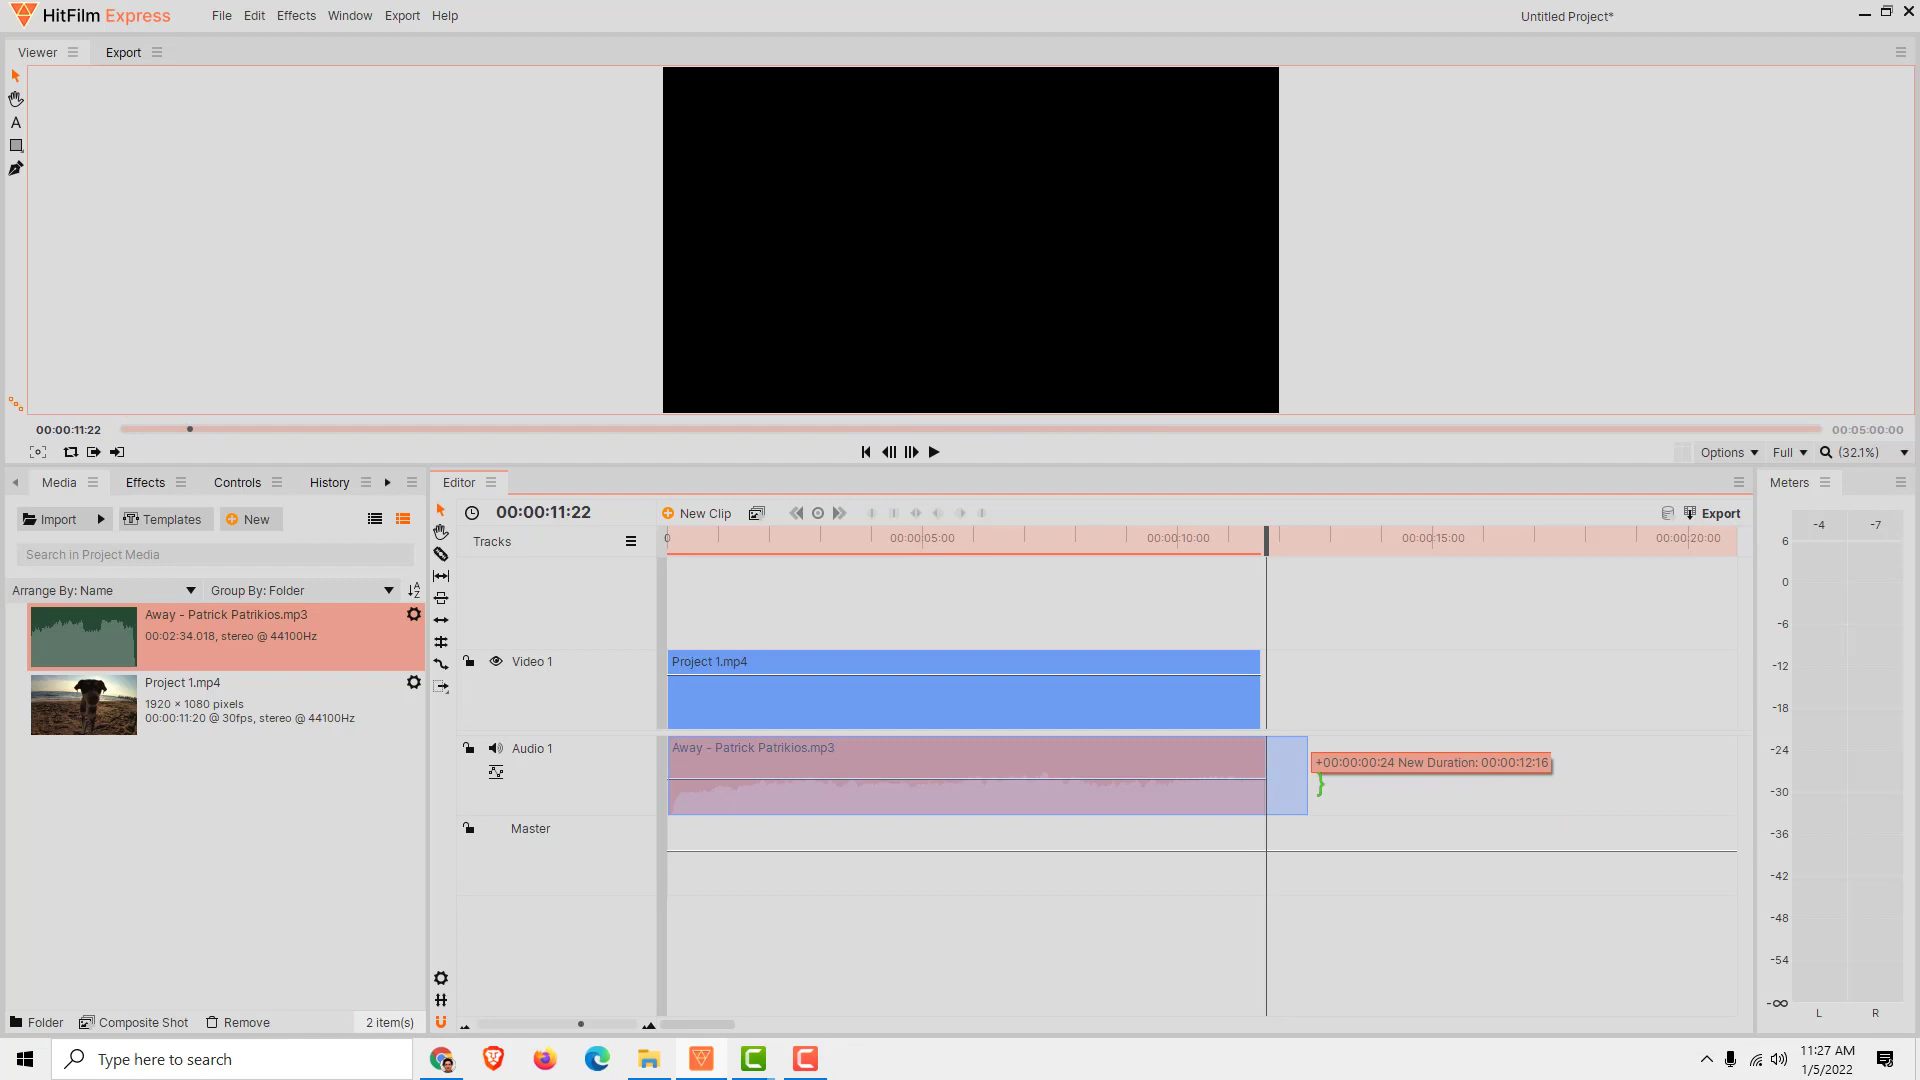 HitFilm Express
File Edit Effects Window Export Help
Untitled Project*
Viewer Export
A
00:00:11:22
00:05:00:00
Options Full (32.1%)
Media Effects Controls History
Editor
Meters
Import Templates New
00:00:11:22
New Clip
Export
-4 -7
Search in Project Media
Tracks
0 00:00:05:00 00:00:10:00 00:00:15:00 00:00:20:00
Arrange By: Name
Group By: Folder
Away - Patrick Patrikios.mp3
00:02:34.018, stereo @ 44100Hz
Project 1.mp4
1920 × 1080 pixels
00:00:11:20 @ 30fps, stereo @ 44100Hz
Video 1
Project 1.mp4
Audio 1
Away - Patrick Patrikios.mp3
+00:00:00:24 New Duration: 00:00:12:16
Master
6
0
-6
-12
-18
-24
-30
-36
-42
-48
-54
-∞
L R
Folder Composite Shot Remove 2 item(s)
Type here to search
11:27 AM
1/5/2022